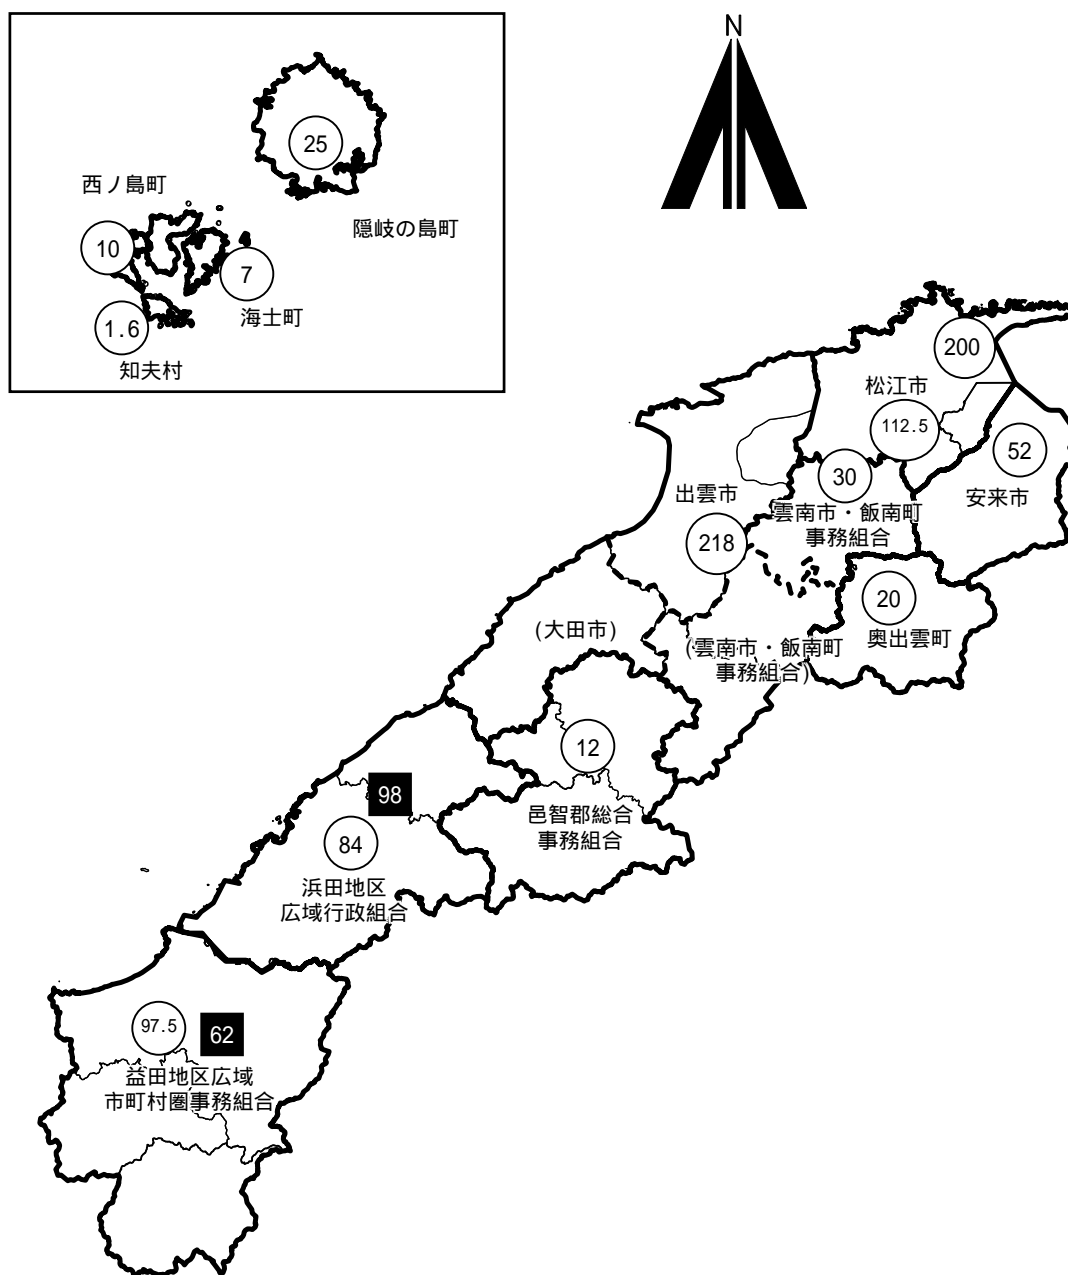 N
25
西ノ島町
隠岐の島町
10
7
海士町
1.6
知夫村
200
松江市
112.5
52
安来市
30
出雲市
雲南市・飯南町
事務組合
218
20
奥出雲町
(大田市)
(雲南市・飯南町
事務組合)
12
98
邑智郡総合
事務組合
84
浜田地区
広域行政組合
97.5
62
益田地区広域
市町村圏事務組合